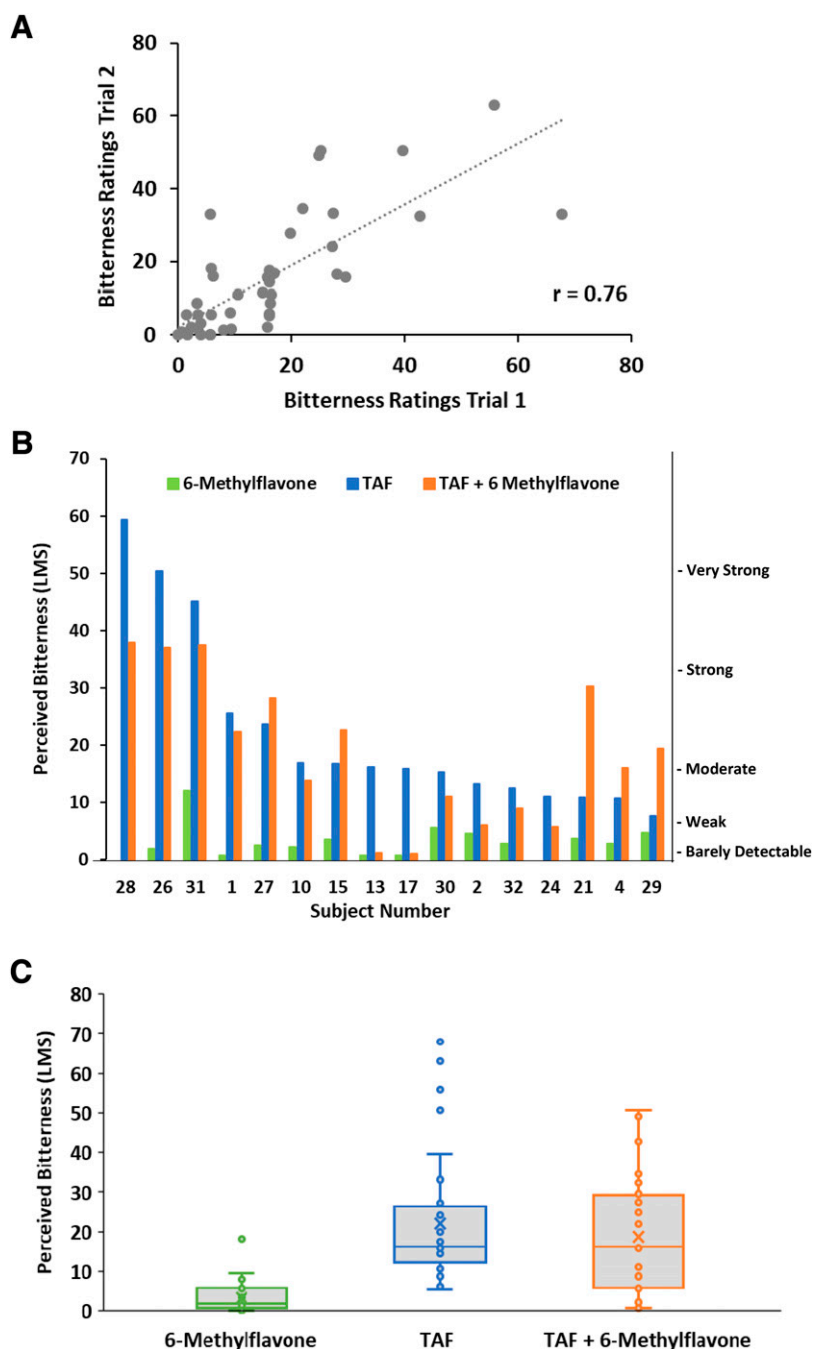 A
80
60
40
20
0
Bitterness Ratings Trial 2
r = 0.76
0 20 40 60 80
Bitterness Ratings Trial 1
B
70
60
50
40
30
20
10
0
Perceived Bitterness (LMS)
6-Methylflavone TAF TAF + 6 Methylflavone
- Very Strong
- Strong
- Moderate
- Weak
- Barely Detectable
28 26 31 1 27 10 15 13 17 30 2 32 24 21 4 29
Subject Number
C
80
70
60
50
40
30
20
10
0
Perceived Bitterness (LMS)
6-Methylflavone TAF TAF + 6-Methylflavone